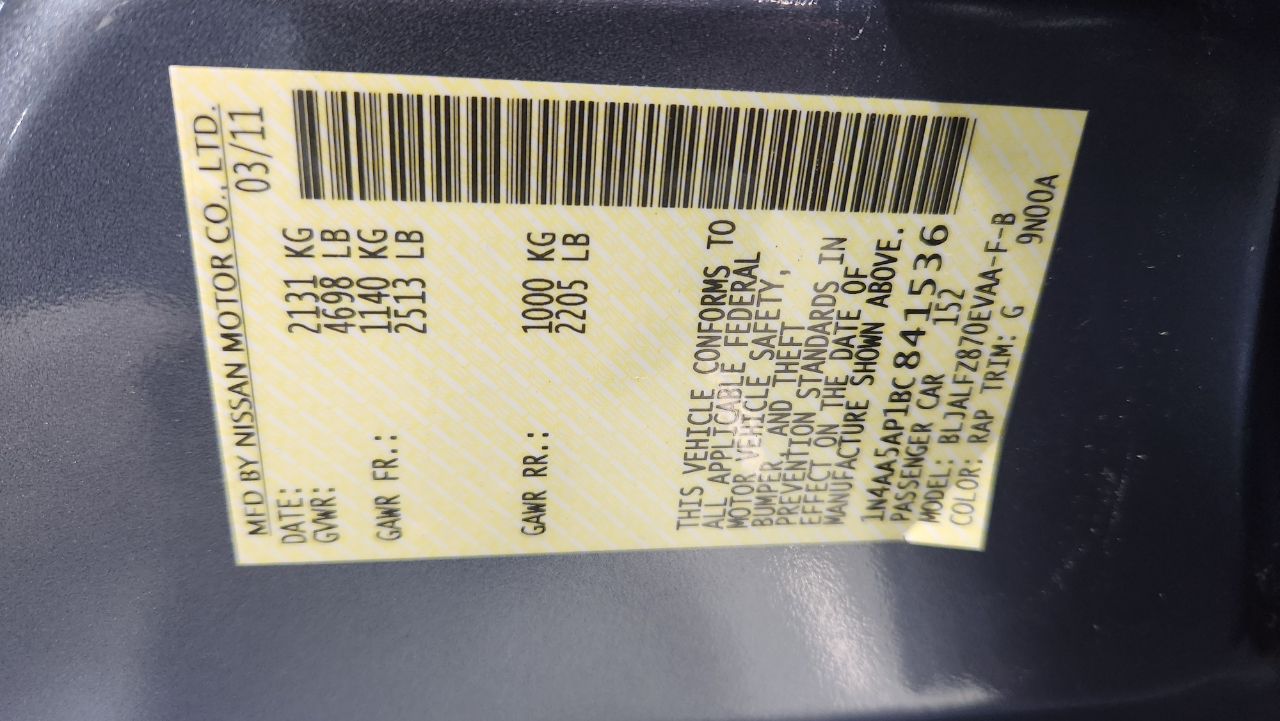 MFD BY NISSAN MOTOR CO., LTD.
DATE: 03/11
GVWR: 2131 KG
4698 LB
GAWR FR.: 1140 KG
2513 LB
GAWR RR.: 1000 KG
2205 LB
THIS VEHICLE CONFORMS TO
ALL APPLICABLE FEDERAL
MOTOR VEHICLE SAFETY,
BUMPER, AND THEFT
PREVENTION STANDARDS IN
EFFECT ON THE DATE OF
MANUFACTURE SHOWN ABOVE.
1N4AA5AP1BC841536
PASSENGER CAR 152
MODEL: BLJALFZ870EVAA-F-B
COLOR: RAP TRIM: G 9N00A